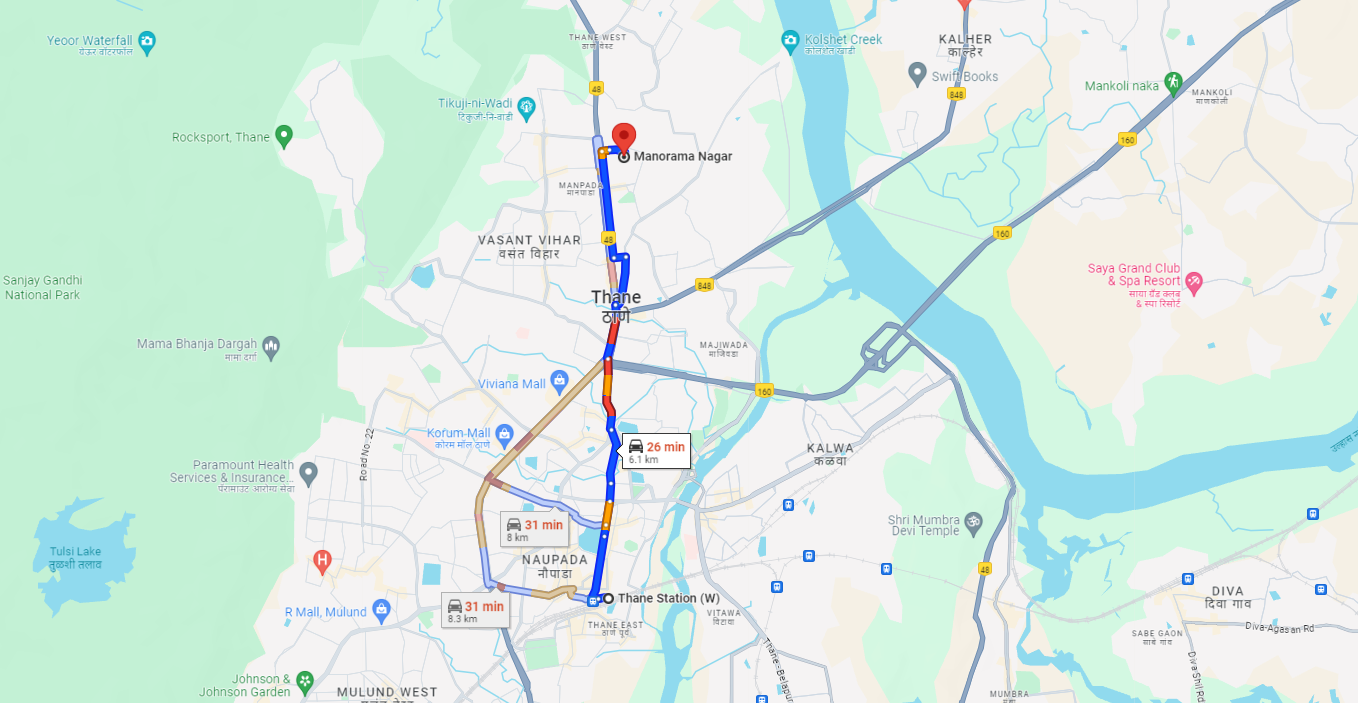 THANE WEST
ठाणे वेस्ट
Yeoor Waterfall
येऊर वॉटरफॉल
Kolshet Creek
कोलशेत खाडी
KALHER
काल्हेर
Swift Books
48
848
Mankoli naka
MANKOLI
माणकोली
Tikuji-ni-Wadi
टिकुजी-नि-वाडी
Rocksport, Thane
160
Manorama Nagar
MANPADA
मानपाडा
VASANT VIHAR
वसंत विहार
48
160
Sanjay Gandhi
National Park
Saya Grand Club
& Spa Resort
साया ग्रँड क्लब
& स्पा रिसॉर्ट
848
Thane
ठाणे
Mama Bhanja Dargah
मामा दर्गा
MAJIWADA
माजिवडा
Viviana Mall
160
Korum Mall
कोरम मॉल ठाणे
Road No. 22
26 min
6.1 km
KALWA
कळवा
Paramount Health
Services & Insurance...
पॅरामाउंट आरोग्य सेवा
31 min
8 km
Shri Mumbra
Devi Temple
Tulsi Lake
तुळशी तलाव
H
NAUPADA
नौपाडा
48
31 min
8.3 km
Thane Station (W)
R Mall, Mulund
VITAWA
विटावा
THANE EAST
ठाणे पूर्व
DIVA
दिवा गाव
Diva-Agasan Rd
SABE GAON
साबे गांव
Thane - Belapur
Diva-Shil Rd
Johnson &
Johnson Garden
MULUND WEST
MUMBRA